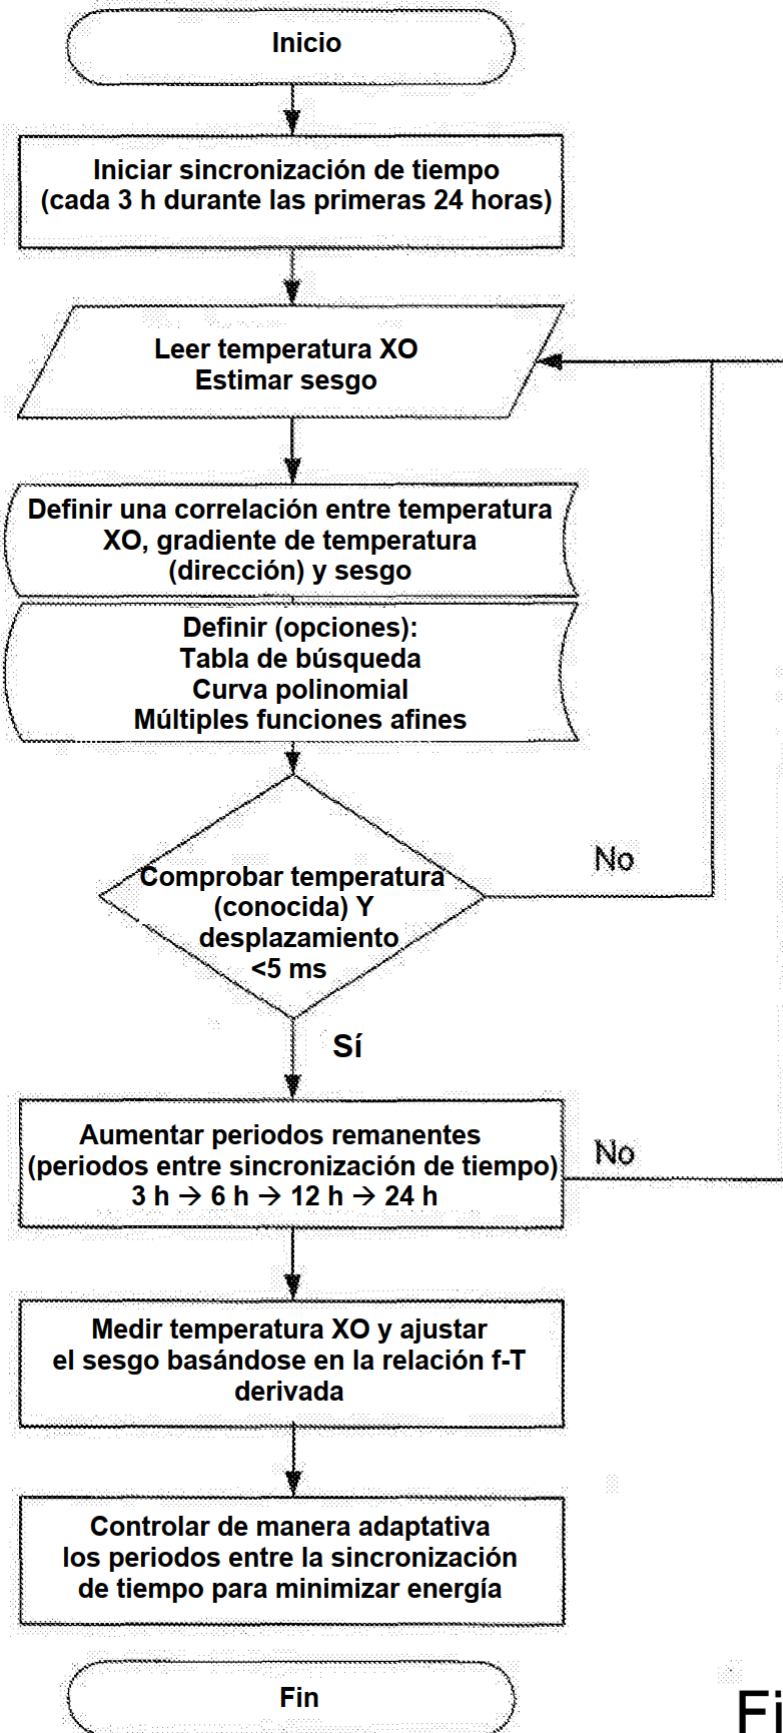 Inicio
Iniciar sincronización de tiempo
(cada 3 h durante las primeras 24 horas)
Leer temperatura XO
Estimar sesgo
Definir una correlación entre temperatura
XO, gradiente de temperatura
(dirección) y sesgo
Definir (opciones):
Tabla de búsqueda
Curva polinomial
Múltiples funciones afines
Comprobar temperatura
(conocida) Y
desplazamiento
<5 ms
No
Sí
Aumentar periodos remanentes
(periodos entre sincronización de tiempo)
3 h → 6 h → 12 h → 24 h
No
Medir temperatura XO y ajustar
el sesgo basándose en la relación f-T
derivada
Controlar de manera adaptativa
los periodos entre la sincronización
de tiempo para minimizar energía
Fin